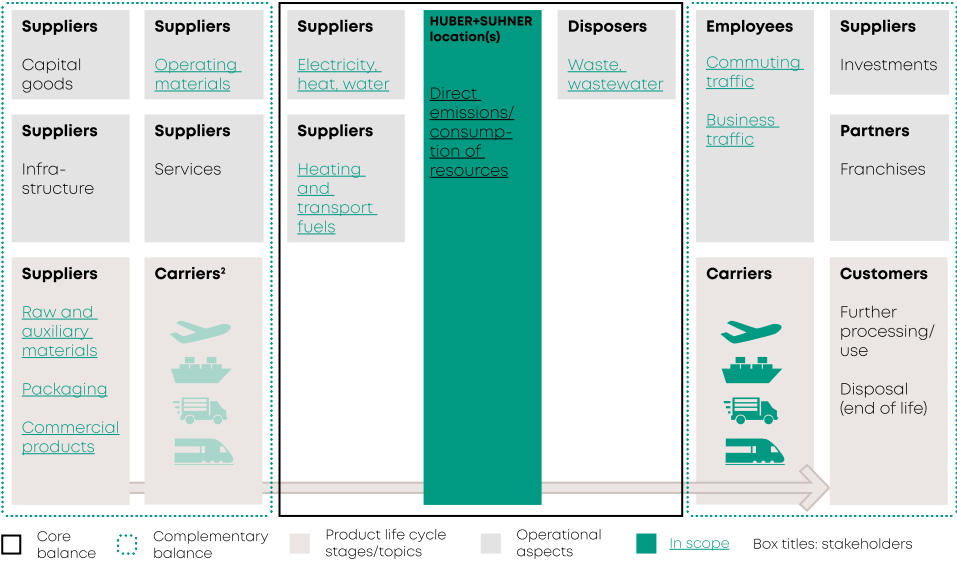 Suppliers
Capital
goods
Suppliers
Operating
materials
Suppliers
Electricity,
heat, water
HUBER+SUHNER
location(s)
Direct
emissions/
consump-
tion of
resources
Disposers
Waste,
wastewater
Employees
Commuting
traffic
Business
traffic
Suppliers
Investments
Suppliers
Infra-
structure
Suppliers
Services
Suppliers
Heating
and
transport
fuels
Partners
Franchises
Suppliers
Raw and
auxiliary
materials
Packaging
Commercial
products
Carriers²
Carriers
Customers
Further
processing/
use
Disposal
(end of life)
Core
balance
Complementary
balance
Product life cycle
stages/topics
Operational
aspects
In scope
Box titles: stakeholders